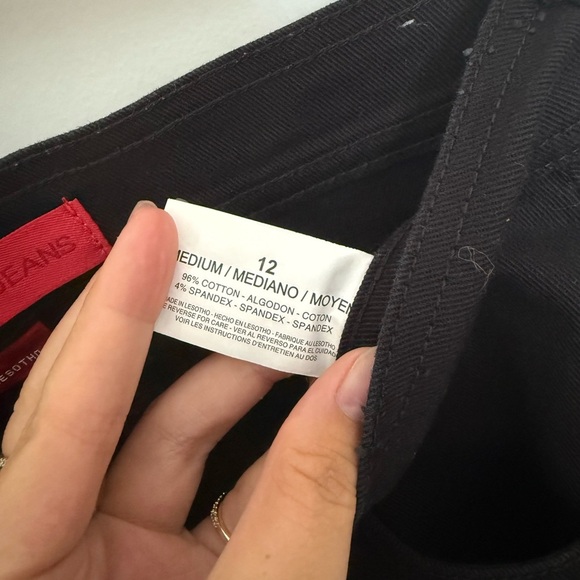 12
MEDIUM / MEDIANO / MOYEN
96% COTTON - ALGODON - COTON
4% SPANDEX - SPANDEX - SPANDEX
MADE IN LESOTHO - HECHO EN LESOTHO - FABRIQUE AU LESOTHO
REVERSE FOR CARE - VER AL REVERSO PARA EL CUIDADO
VOIR LES INSTRUCTIONS D'ENTRETIEN AU DOS
JEANS
LESOTHO